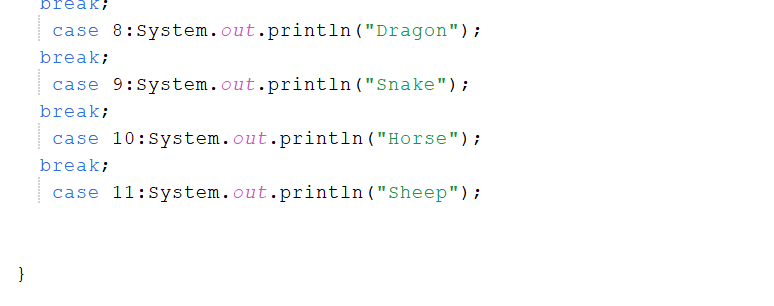 break;
case 8:System.out.println("Dragon");
break;
case 9:System.out.println("Snake");
break;
case 10:System.out.println("Horse");
break;
case 11:System.out.println("Sheep");
}